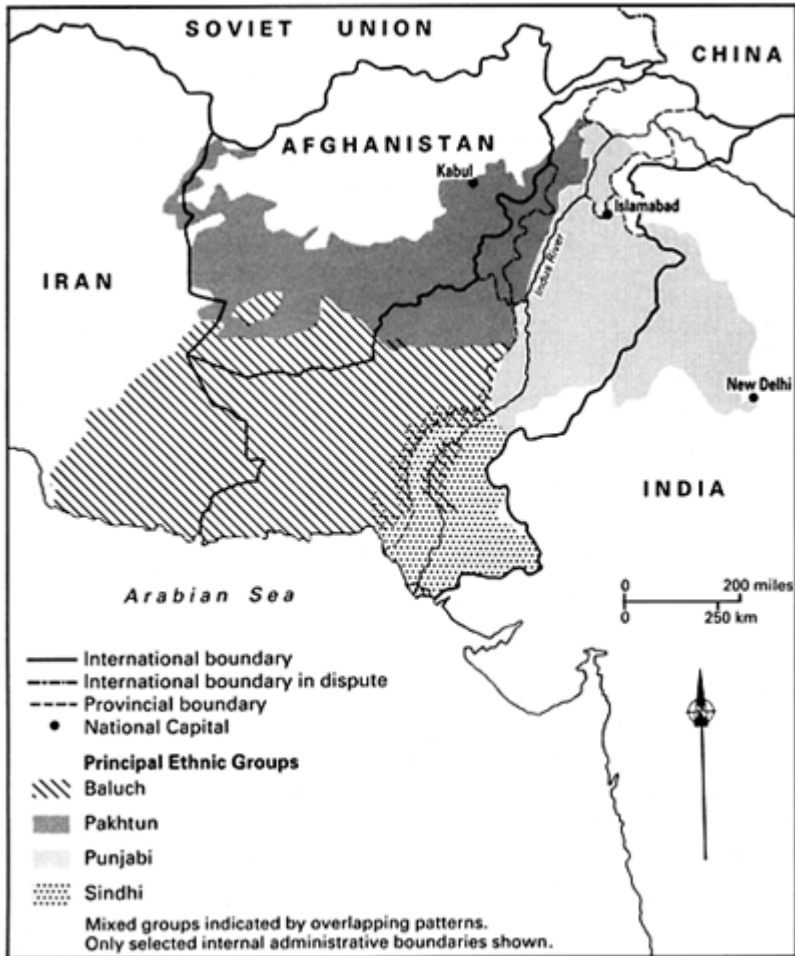 SOVIET UNION
CHINA
AFGHANISTAN
Kabul
Islamabad
Indus River
IRAN
New Delhi
INDIA
Arabian Sea
0 200 miles
0 250 km
International boundary
International boundary in dispute
Provincial boundary
National Capital
Principal Ethnic Groups
Baluch
Pakhtun
Punjabi
Sindhi
Mixed groups indicated by overlapping patterns.
Only selected internal administrative boundaries shown.